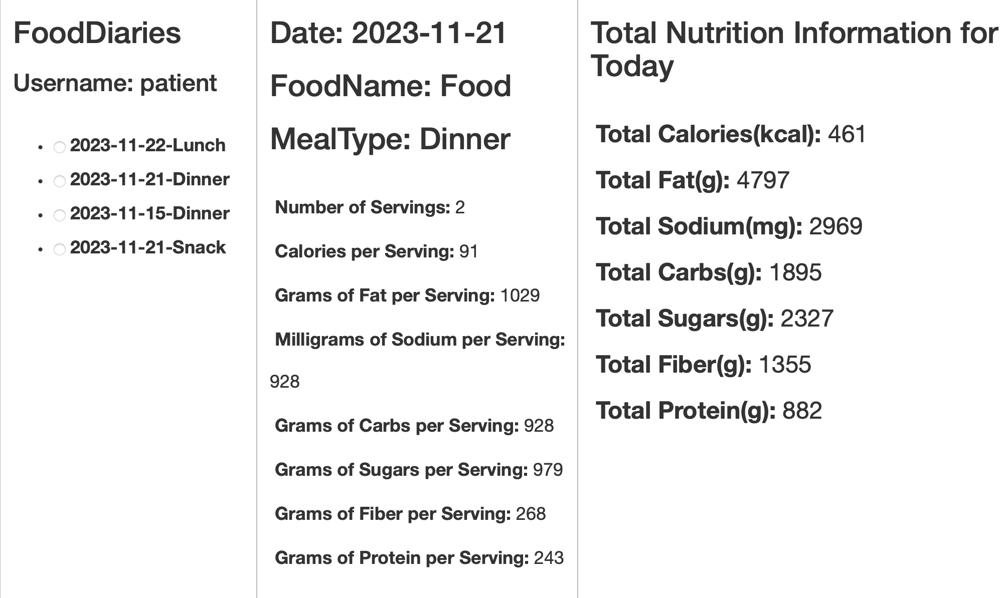 FoodDiaries
Username: patient
2023-11-22-Lunch
2023-11-21-Dinner
2023-11-15-Dinner
2023-11-21-Snack
Date: 2023-11-21
FoodName: Food
MealType: Dinner
Number of Servings: 2
Calories per Serving: 91
Grams of Fat per Serving: 1029
Milligrams of Sodium per Serving:
928
Grams of Carbs per Serving: 928
Grams of Sugars per Serving: 979
Grams of Fiber per Serving: 268
Grams of Protein per Serving: 243
Total Nutrition Information for
Today
Total Calories(kcal): 461
Total Fat(g): 4797
Total Sodium(mg): 2969
Total Carbs(g): 1895
Total Sugars(g): 2327
Total Fiber(g): 1355
Total Protein(g): 882